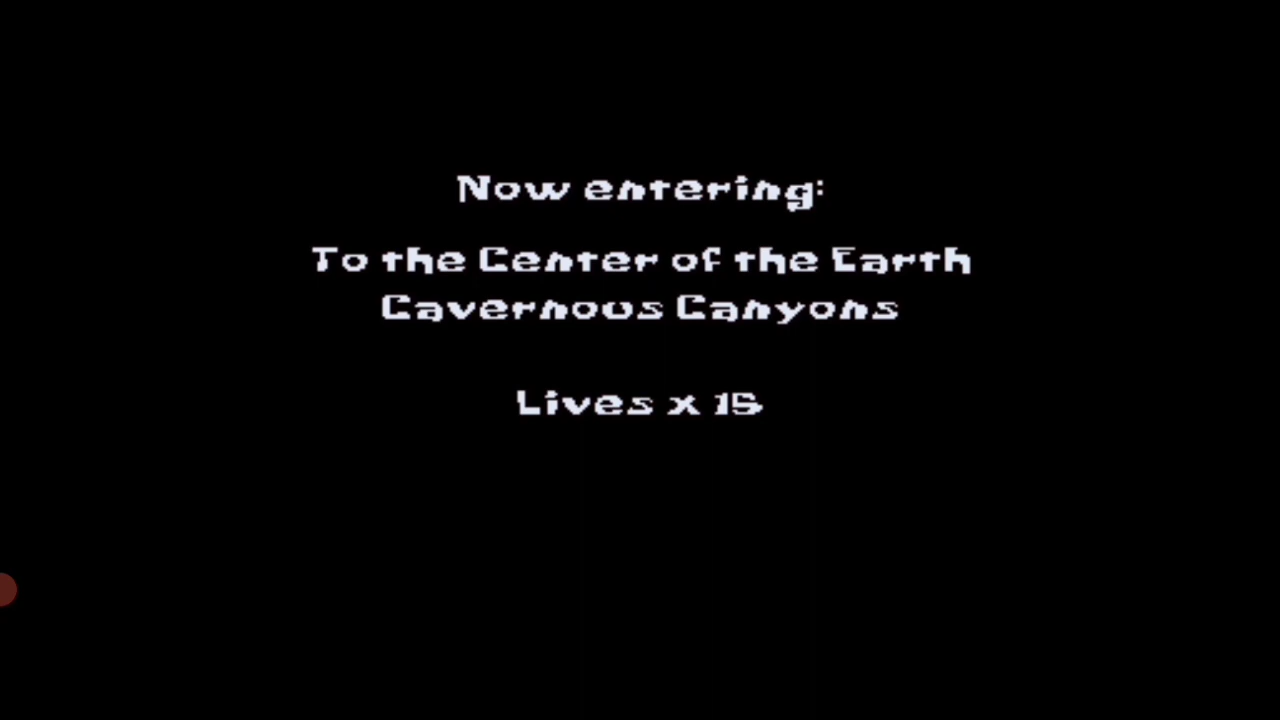 Now entering:
To the Center of the Earth
Cavernous Canyons
Lives x 15